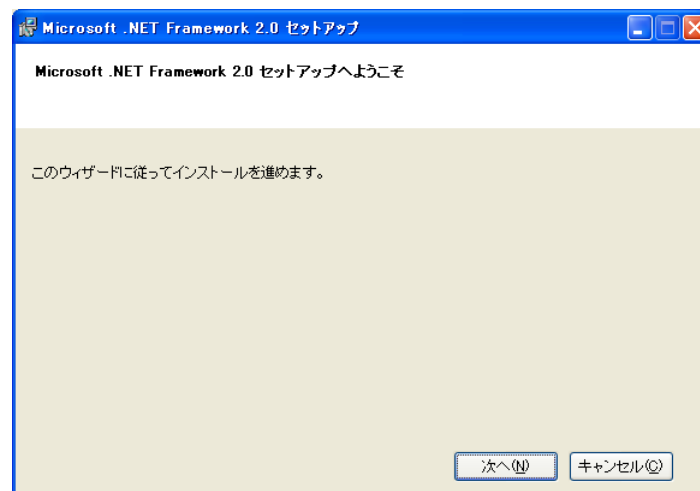 Microsoft .NET Framework 2.0 セットアップ
Microsoft .NET Framework 2.0 セットアップへようこそ
このウィザードに従ってインストールを進めます。
次へ(N)
キャンセル(C)